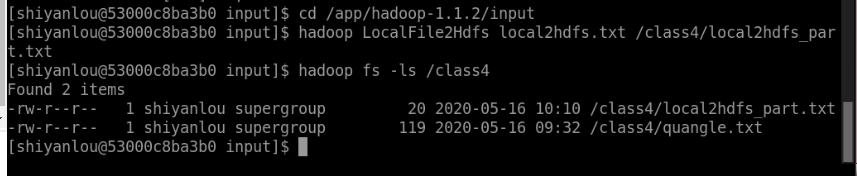 [shiyanlou@53000c8ba3b0 input]$ cd /app/hadoop-1.1.2/input
[shiyanlou@53000c8ba3b0 input]$ hadoop LocalFile2Hdfs local2hdfs.txt /class4/local2hdfs_par
t.txt
[shiyanlou@53000c8ba3b0 input]$ hadoop fs -ls /class4
Found 2 items
-rw-r--r--   1 shiyanlou supergroup         20 2020-05-16 10:10 /class4/local2hdfs_part.txt
-rw-r--r--   1 shiyanlou supergroup        119 2020-05-16 09:32 /class4/quangle.txt
[shiyanlou@53000c8ba3b0 input]$